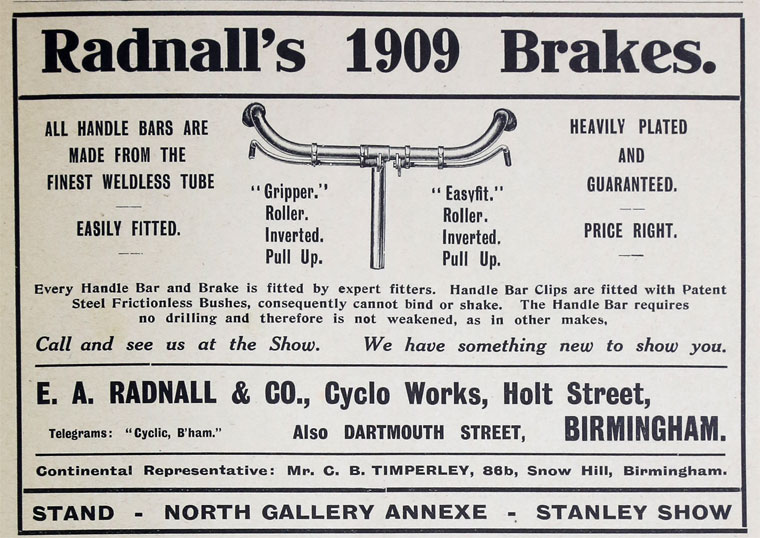 Radnall's 1909 Brakes.
ALL HANDLE BARS ARE
MADE FROM THE
FINEST WELDLESS TUBE
EASILY FITTED.
"Gripper."
Roller.
Inverted.
Pull Up.
"Easyfit."
Roller.
Inverted.
Pull Up.
HEAVILY PLATED
AND
GUARANTEED.
PRICE RIGHT.
Every Handle Bar and Brake is fitted by expert fitters. Handle Bar Clips are fitted with Patent
Steel Frictionless Bushes, consequently cannot bind or shake. The Handle Bar requires
no drilling and therefore is not weakened, as in other makes,
Call and see us at the Show. We have something new to show you.
E. A. RADNALL & CO., Cyclo Works, Holt Street,
Telegrams: "Cyclic, B'ham." Also DARTMOUTH STREET, BIRMINGHAM.
Continental Representative: Mr. C. B. TIMPERLEY, 86b, Snow Hill, Birmingham.
STAND - NORTH GALLERY ANNEXE - STANLEY SHOW